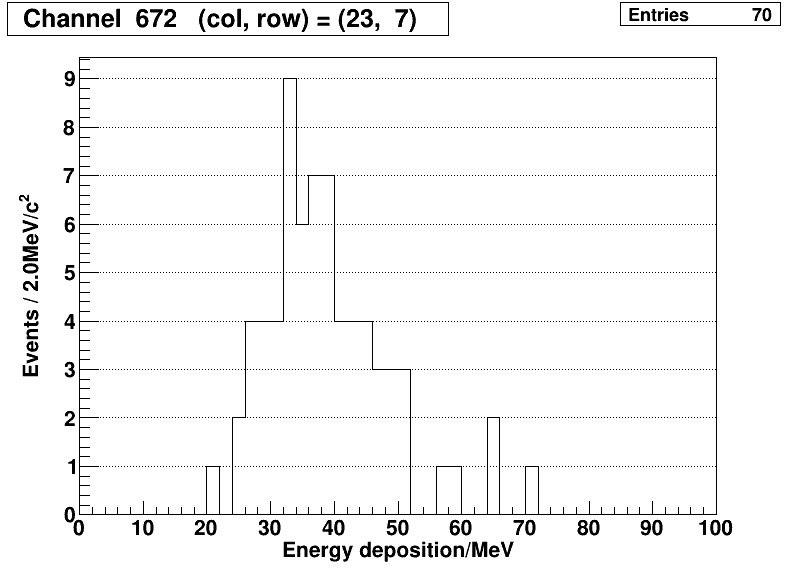 Channel 672 (col, row) = (23, 7)
Entries 70
9
8
7
6
5
4
3
2
1
0
Events / 2.0MeV/c²
0 10 20 30 40 50 60 70 80 90 100
Energy deposition/MeV